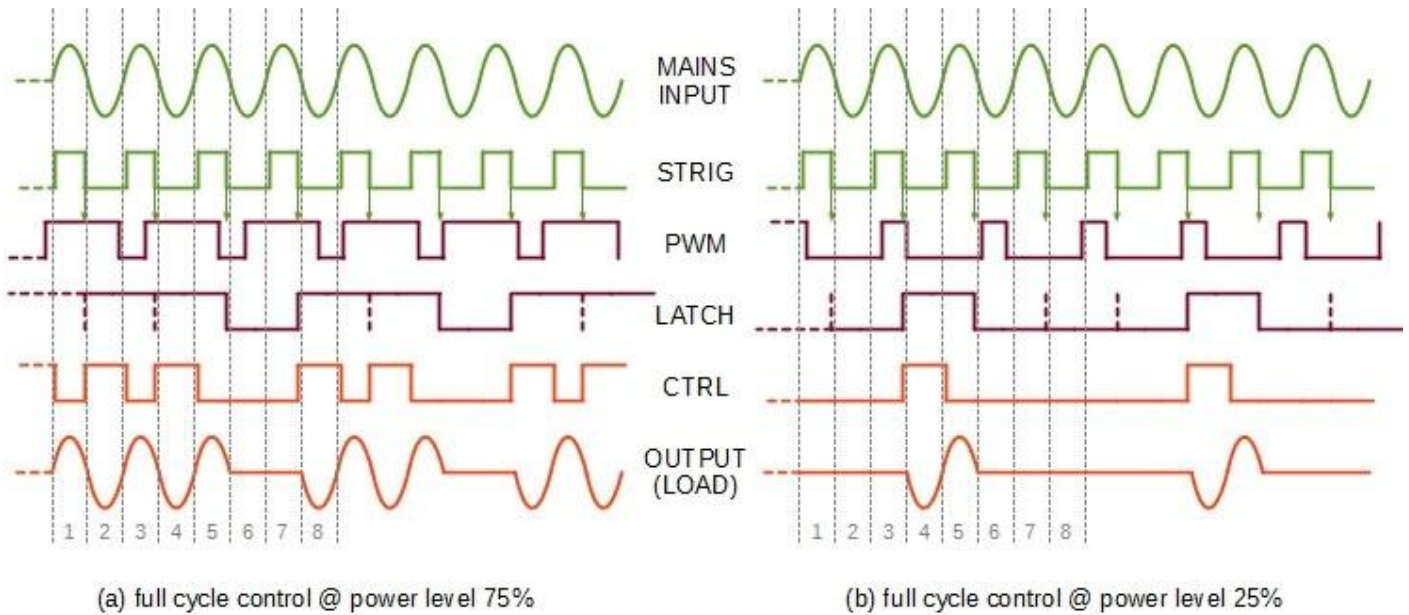 MAINS
INPUT
STRIG
PWM
LATCH
CTRL
OUTPUT
(LOAD)
1 2 3 4 5 6 7 8
1 2 3 4 5 6 7 8
(a) full cycle control @ power level 75%
(b) full cycle control @ power level 25%